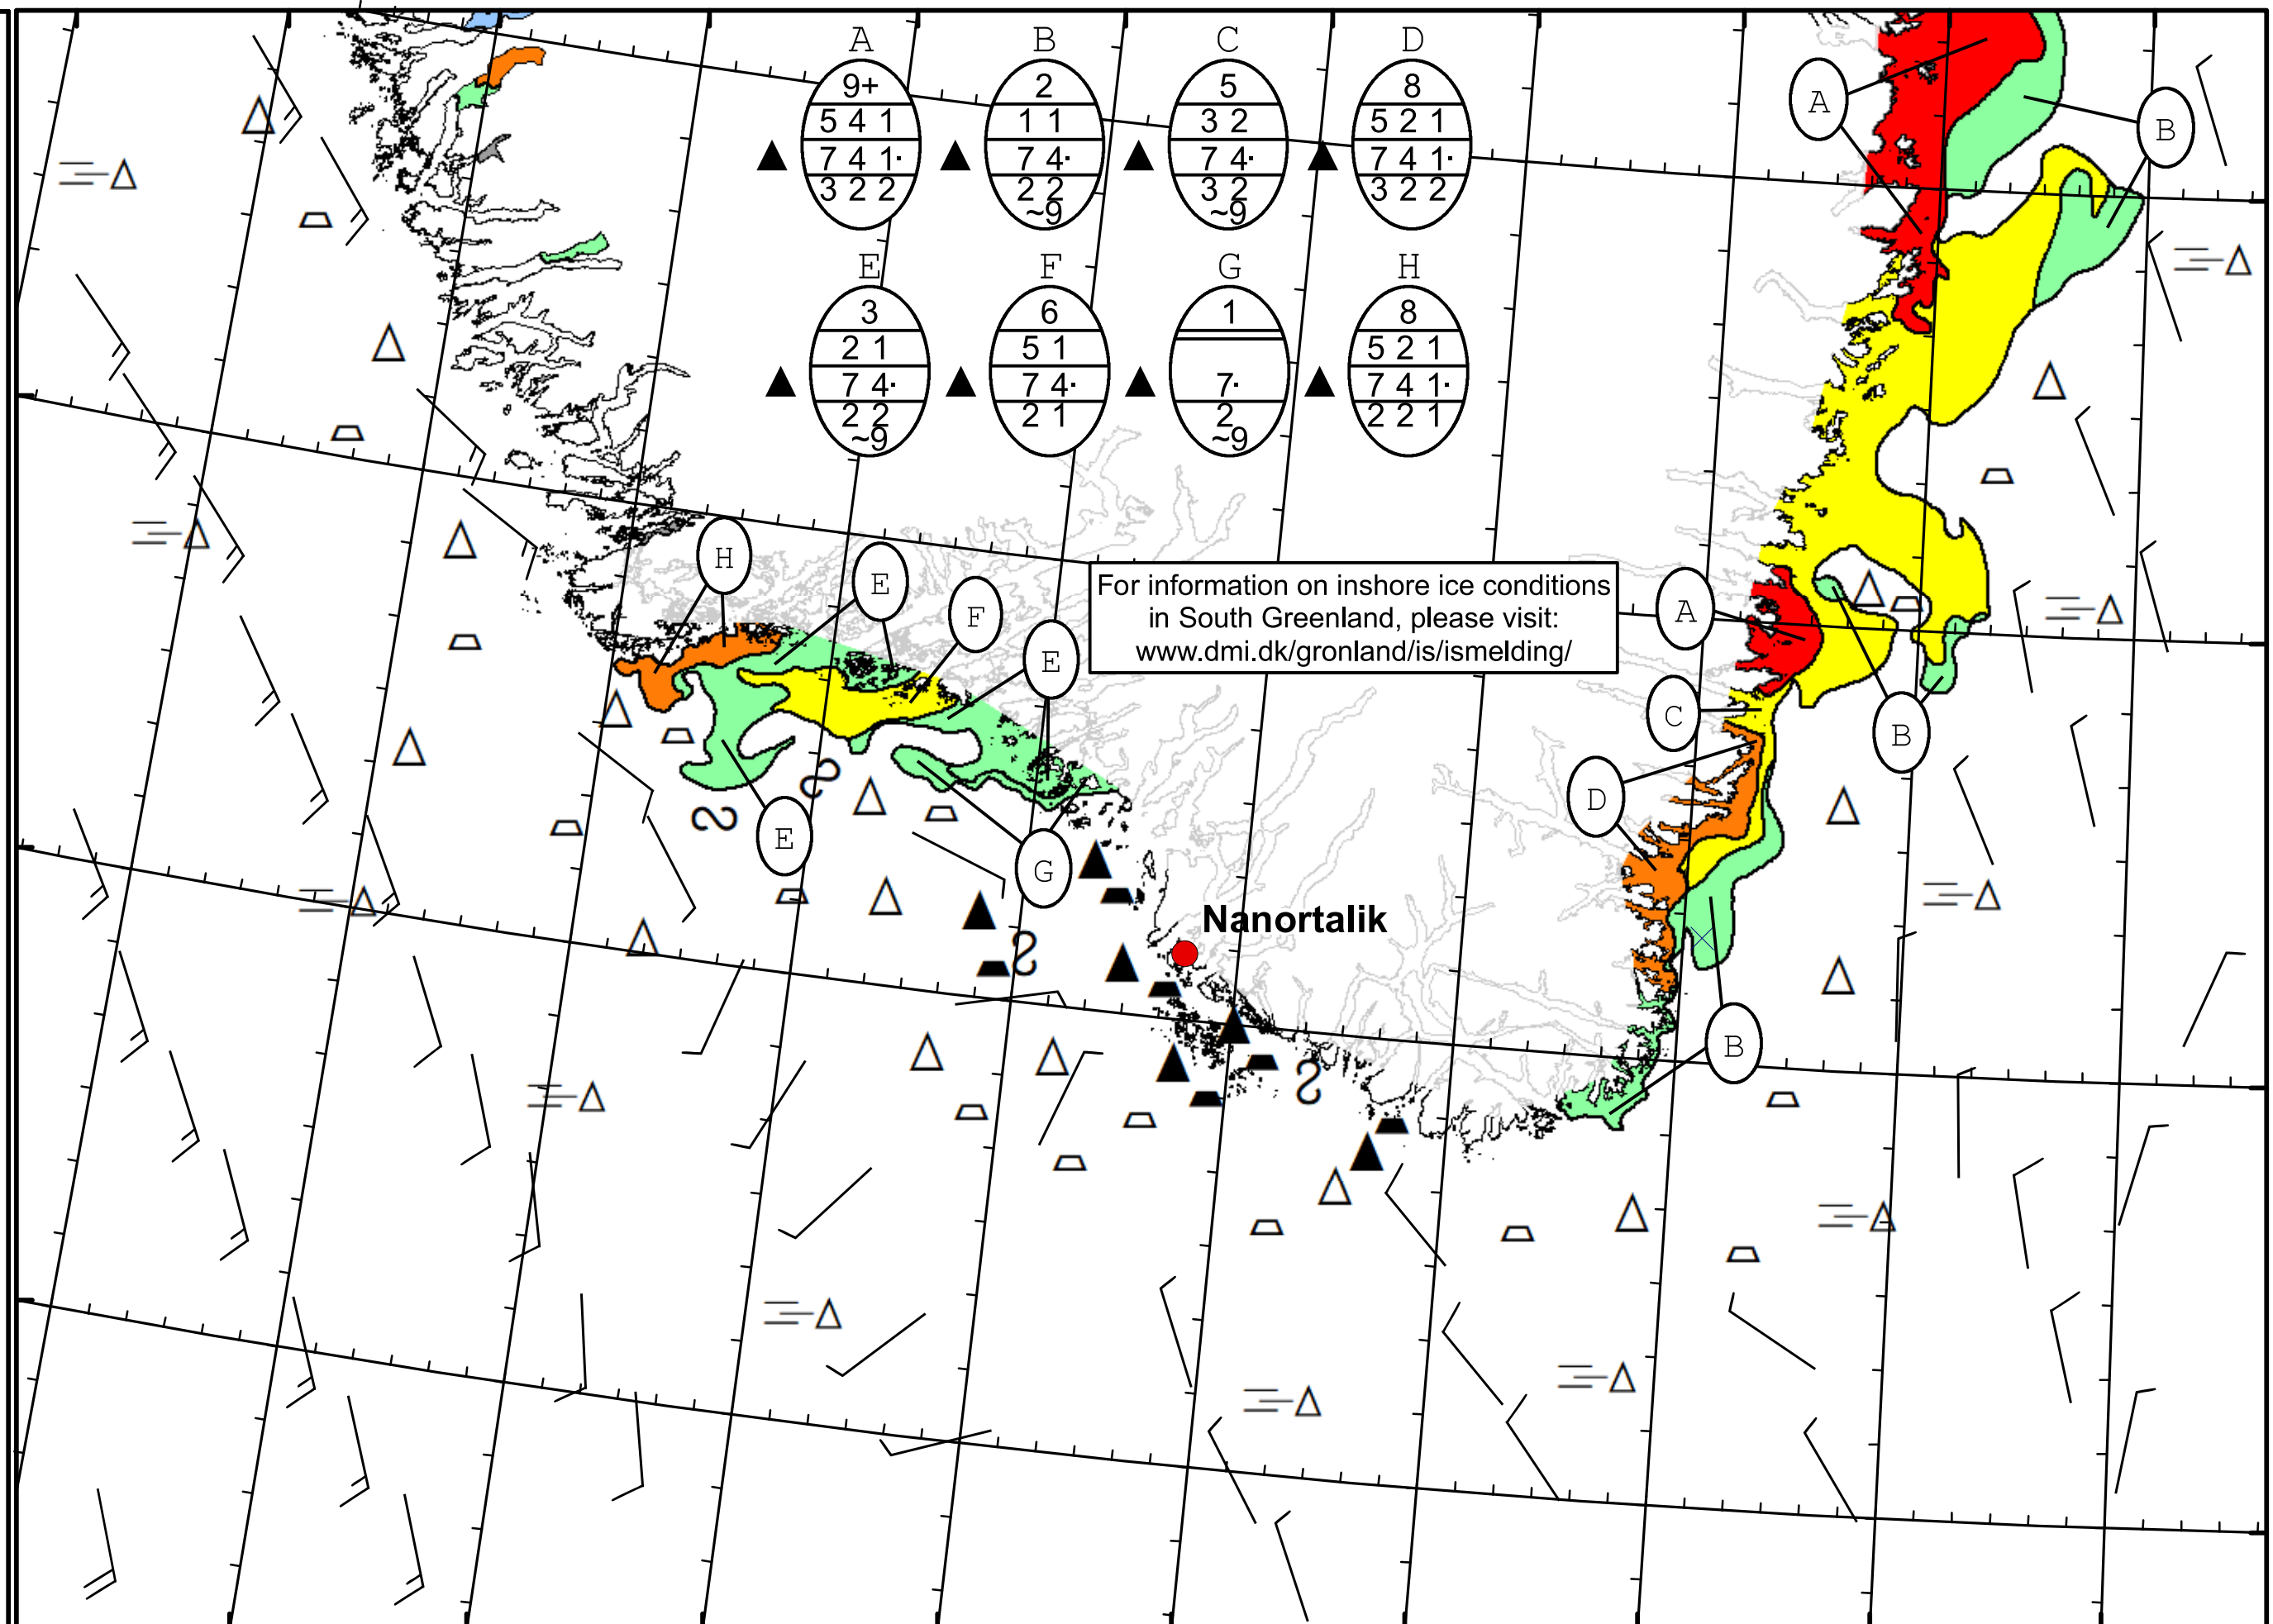 A B C D
9+ 2 5 8
5 4 1 1 1 3 2 5 2 1
7 4 1· 7 4· 7 4· 7 4 1·
3 2 2 2 2 3 2 3 2 2
~9 ~9
E F G H
3 6 1 8
2 1 5 1 5 2 1
7 4· 7 4· 7· 7 4 1·
2 2 2 1 2 2 2 1
~9 ~9
A
B
H
E
F
E
For information on inshore ice conditions
in South Greenland, please visit:
www.dmi.dk/gronland/is/ismelding/
A
C
B
D
E
G
Nanortalik
B